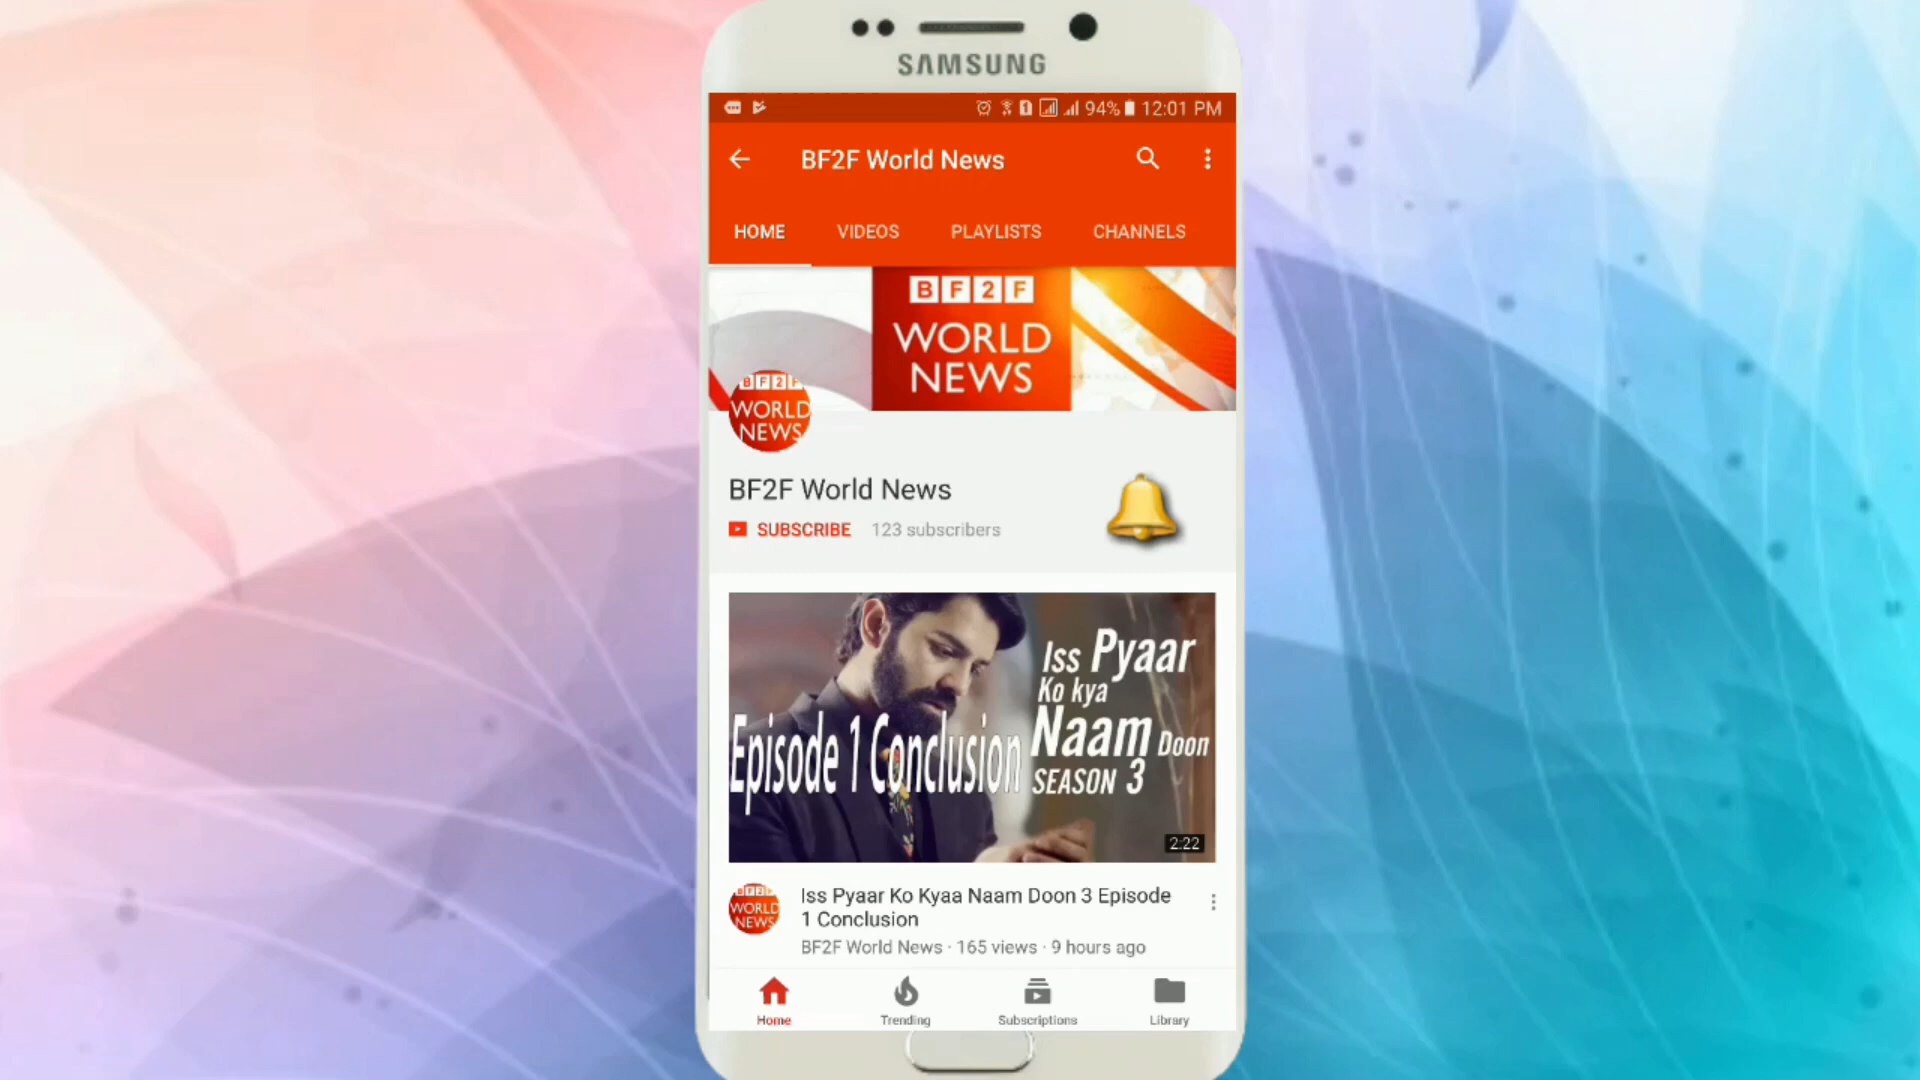 SAMSUNG
94% 12:01 PM
BF2F World News
HOME VIDEOS PLAYLISTS CHANNELS
BF2F
WORLD
NEWS
BF2F
WORLD
NEWS
BF2F World News
SUBSCRIBE 123 subscribers
Iss Pyaar
Ko kya
Naam Doon
SEASON 3
Episode 1 Conclusion
2:22
BF2F
WORLD
NEWS
Iss Pyaar Ko Kyaa Naam Doon 3 Episode
1 Conclusion
BF2F World News · 165 views · 9 hours ago
Home Trending Subscriptions Library